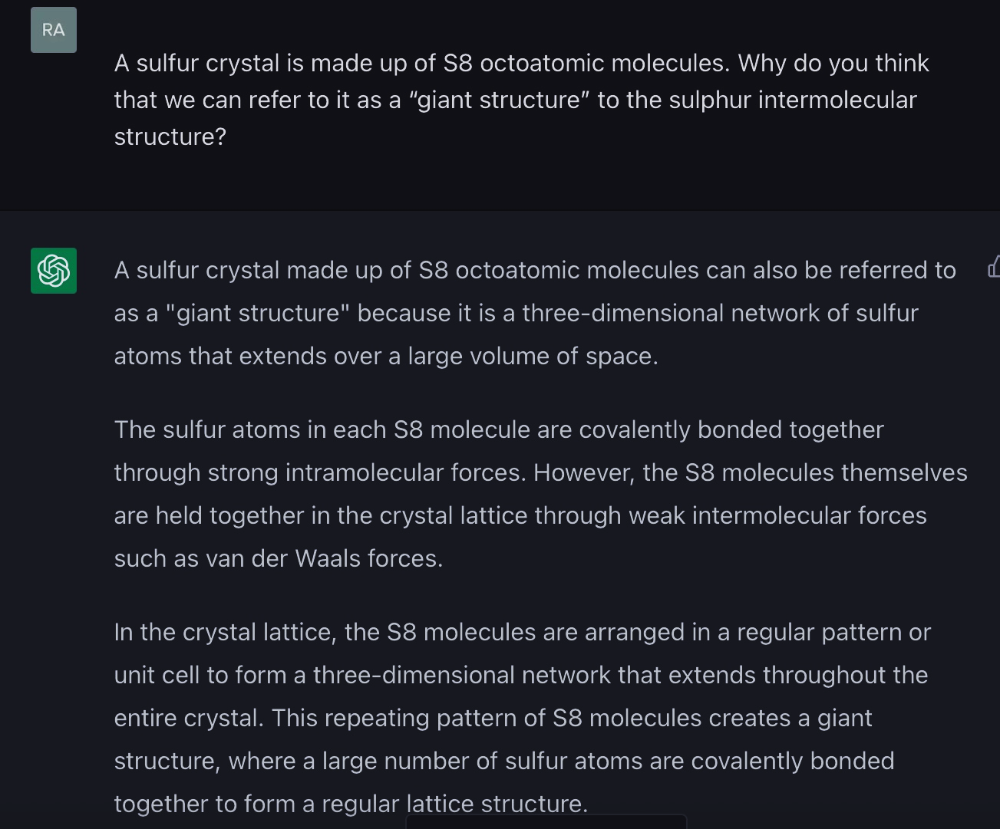 RA
A sulfur crystal is made up of S8 octoatomic molecules. Why do you think
that we can refer to it as a “giant structure” to the sulphur intermolecular
structure?
A sulfur crystal made up of S8 octoatomic molecules can also be referred to
as a "giant structure" because it is a three-dimensional network of sulfur
atoms that extends over a large volume of space.
The sulfur atoms in each S8 molecule are covalently bonded together
through strong intramolecular forces. However, the S8 molecules themselves
are held together in the crystal lattice through weak intermolecular forces
such as van der Waals forces.
In the crystal lattice, the S8 molecules are arranged in a regular pattern or
unit cell to form a three-dimensional network that extends throughout the
entire crystal. This repeating pattern of S8 molecules creates a giant
structure, where a large number of sulfur atoms are covalently bonded
together to form a regular lattice structure.